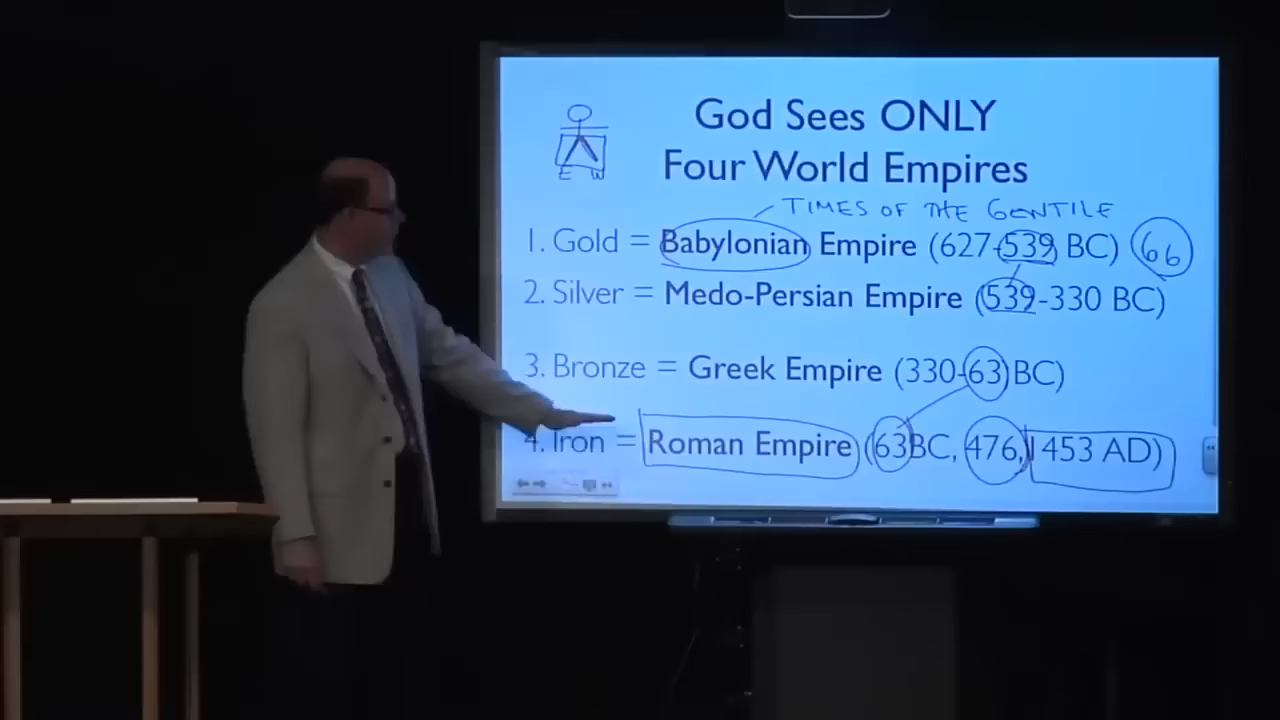 God Sees ONLY
Four World Empires
TIMES OF THE GENTILE
1. Gold = Babylonian Empire (627-539 BC) 66
2. Silver = Medo-Persian Empire (539-330 BC)
3. Bronze = Greek Empire (330-63 BC)
4. Iron = Roman Empire (63BC, 476, 1453 AD)
E W